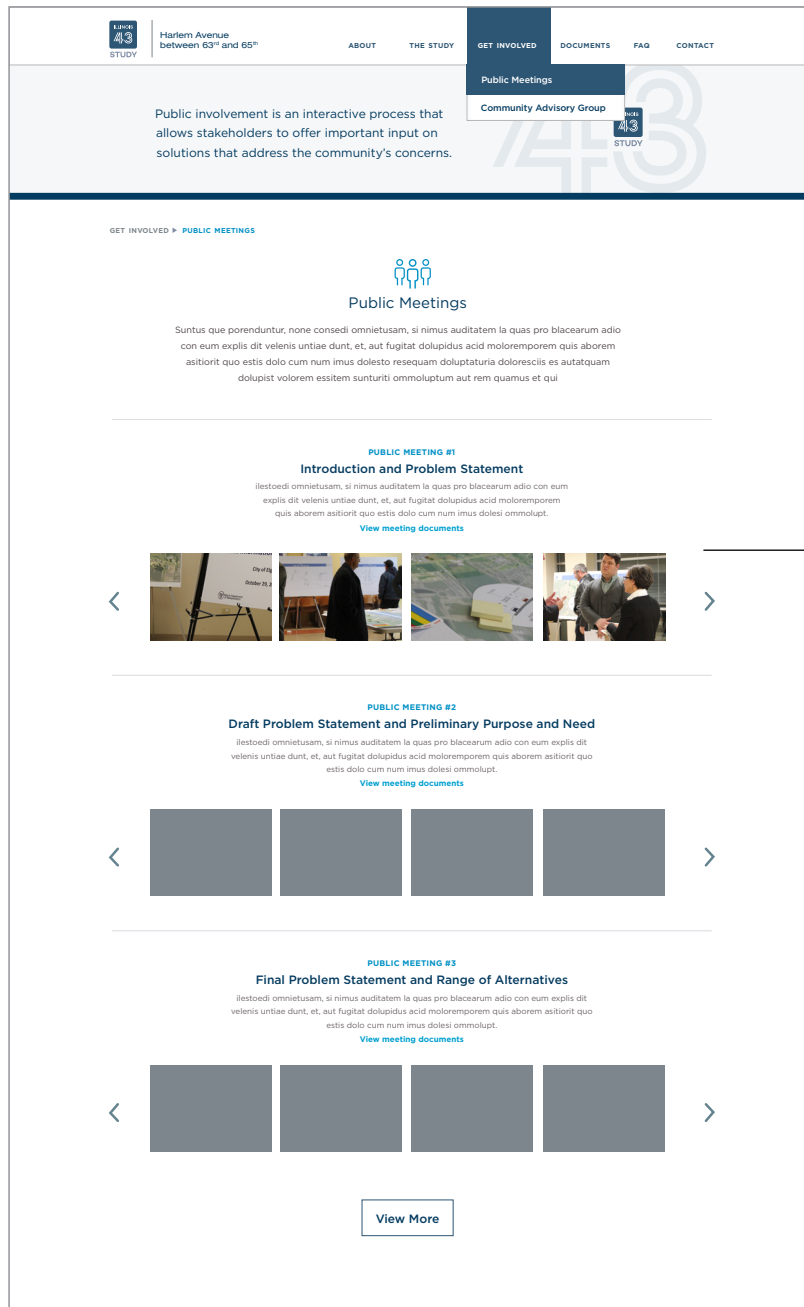 ILLINOIS
43
STUDY
Harlem Avenue
between 63rd and 65th
ABOUT THE STUDY GET INVOLVED DOCUMENTS FAQ CONTACT
Public Meetings
Community Advisory Group
Public involvement is an interactive process that
allows stakeholders to offer important input on
solutions that address the community's concerns.
43
43
STUDY
GET INVOLVED ▶ PUBLIC MEETINGS
Public Meetings
Suntus que porenduntur, none consedi omnietusam, si nimus auditatem la quas pro blacearum adio
con eum explis dit velenis untiae dunt, et, aut fugitat dolupidus acid moloremporem quis aborem
asitiorit quo estis dolo cum num imus dolesto resequam doluptaturia doloresciis es autatquam
dolupist volorem essitem sunturiti ommoluptum aut rem quamus et qui
PUBLIC MEETING #1
Introduction and Problem Statement
ilestoedi omnietusam, si nimus auditatem la quas pro blacearum adio con eum
explis dit velenis untiae dunt, et, aut fugitat dolupidus acid moloremporem
quis aborem asitiorit quo estis dolo cum num imus dolesi ommolupt.
View meeting documents
City of
October 29,
PUBLIC MEETING #2
Draft Problem Statement and Preliminary Purpose and Need
ilestoedi omnietusam, si nimus auditatem la quas pro blacearum adio con eum explis dit
velenis untiae dunt, et, aut fugitat dolupidus acid moloremporem quis aborem asitiorit quo
estis dolo cum num imus dolesi ommolupt.
View meeting documents
PUBLIC MEETING #3
Final Problem Statement and Range of Alternatives
ilestoedi omnietusam, si nimus auditatem la quas pro blacearum adio con eum explis dit
velenis untiae dunt, et, aut fugitat dolupidus acid moloremporem quis aborem asitiorit quo
estis dolo cum num imus dolesi ommolupt.
View meeting documents
View More